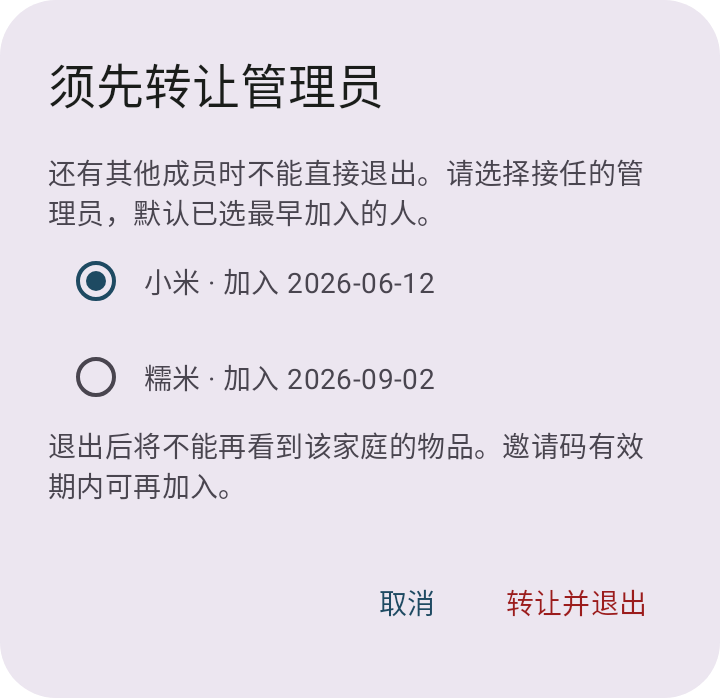 须先转让管理员
还有其他成员时不能直接退出。请选择接任的管
理员，默认已选最早加入的人。
小米 · 加入 2026-06-12
糯米 · 加入 2026-09-02
退出后将不能再看到该家庭的物品。邀请码有效
期内可再加入。
取消 转让并退出